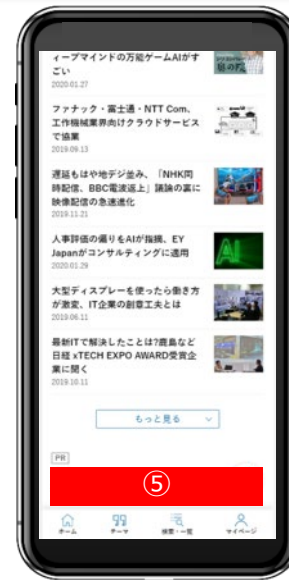 ィープマインドの万能ゲームAIがす
ごい
2020.01.27
ファナック・富士通・NTT Com、
工作機械業界向けクラウドサービス
で協業
2019.09.13
遅延もはや地デジ並み、「NHK同
時配信、BBC電波返上」議論の裏に
映像配信の急速進化
2019.11.21
人事評価の偏りをAIが指摘、EY
Japanがコンサルティングに適用
2020.01.29
AI
大型ディスプレーを使ったら働き方
が激変、IT企業の創意工夫とは
2019.06.11
最新ITで解決したことは?鹿島など
日経 xTECH EXPO AWARD受賞企
業に聞く
2019.10.11
もっと見る
PR
⑤
ホーム テーマ 検索・一覧 マイページ